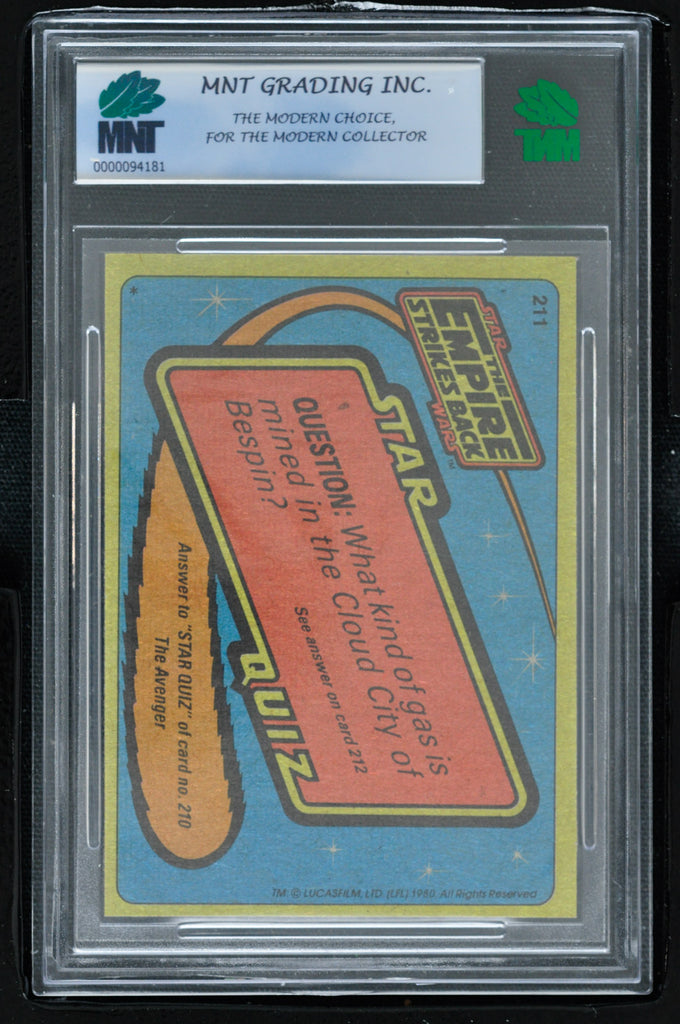 MNT GRADING INC.
THE MODERN CHOICE,
FOR THE MODERN COLLECTOR
MNT
0000094181
MNT
211
STAR
THE
EMPIRE
STRIKES BACK
WARS
TM
*
STAR
QUESTION: What kind of gas is
mined in the Cloud City of
Bespin?
See answer on card 212
QUIZ
Answer to "STAR QUIZ" of card no. 210
The Avenger
TM: © LUCASFILM, LTD. (LFL) 1980. All Rights Reserved